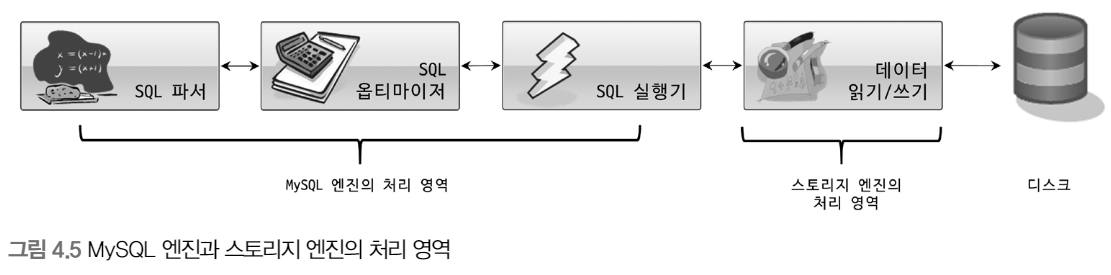 SQL 파서
SQL
옵티마이저
SQL 실행기
데이터
읽기/쓰기
MySQL 엔진의 처리 영역
스토리지 엔진의
처리 영역
디스크
그림 4.5 MySQL 엔진과 스토리지 엔진의 처리 영역